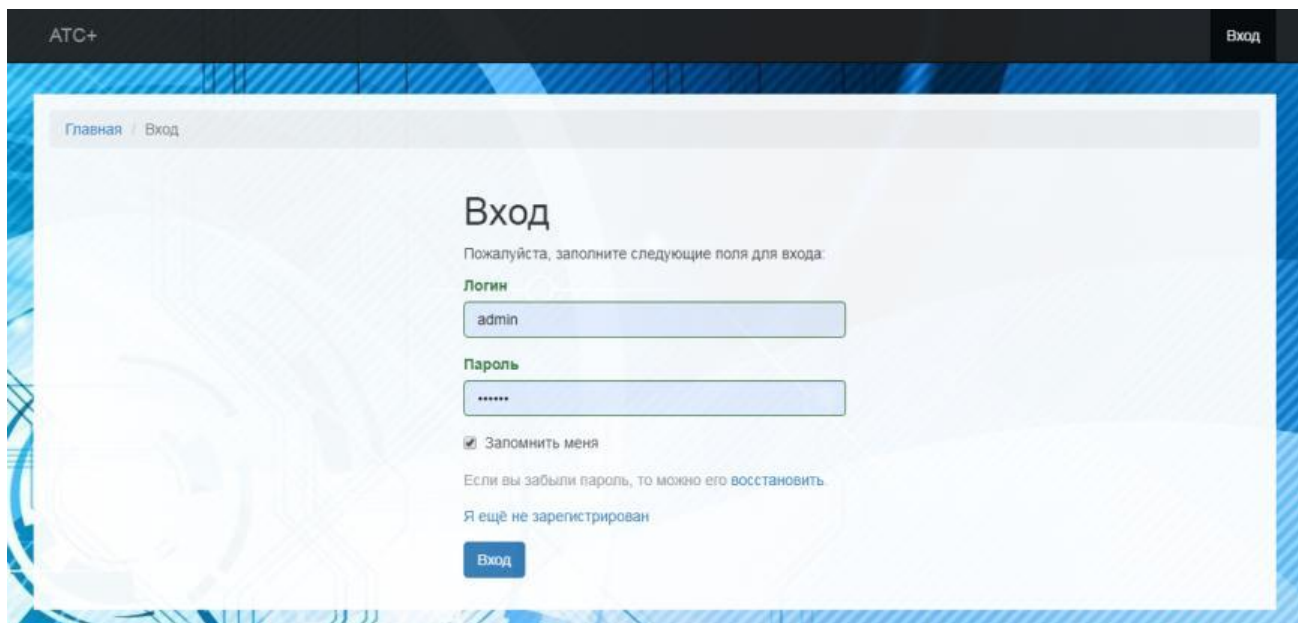 АТС+
Вход
Главная / Вход
Вход
Пожалуйста, заполните следующие поля для входа:
Логин
admin
Пароль
••••••
Запомнить меня
Если вы забыли пароль, то можно его восстановить.
Я ещё не зарегистрирован
Вход